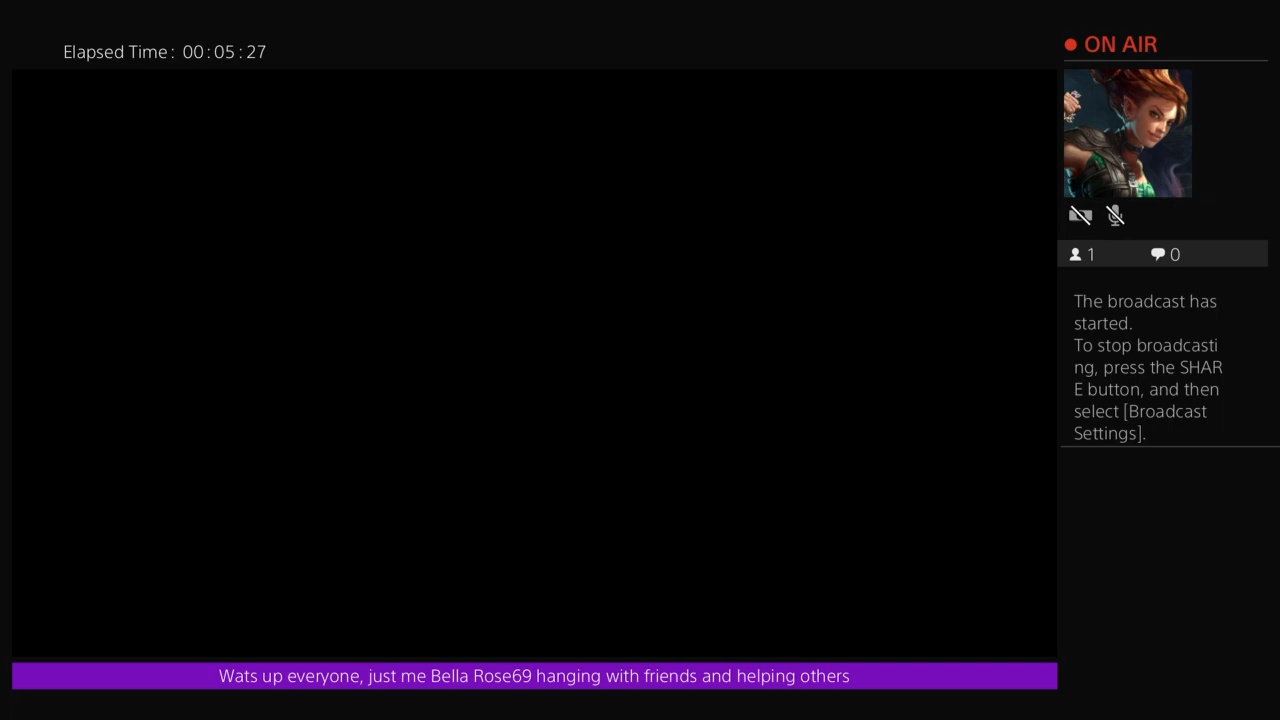 Elapsed Time: 00:05:27
ON AIR
1
0
The broadcast has
started.
To stop broadcasti
ng, press the SHAR
E button, and then
select [Broadcast
Settings].
Wats up everyone, just me Bella Rose69 hanging with friends and helping others